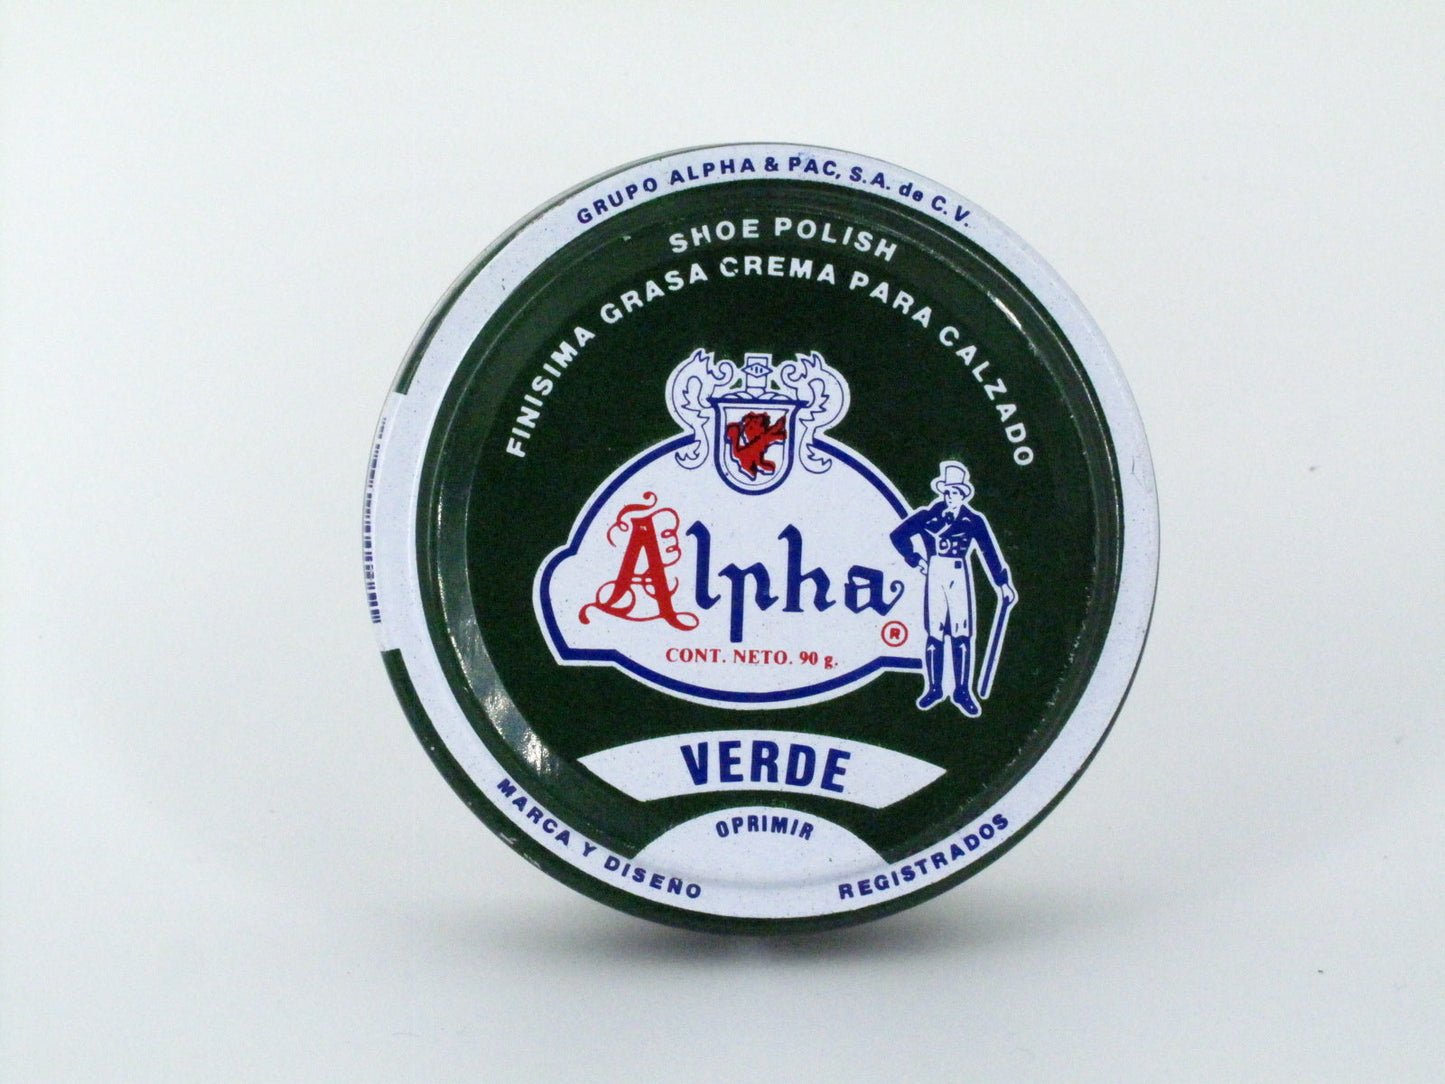 GRUPO ALPHA & PAC, S.A. de C.V.
SHOE POLISH
FINISIMA GRASA CREMA PARA CALZADO
Alpha
®
CONT. NETO. 90 g.
VERDE
OPRIMIR
MARCA Y DISEÑO REGISTRADOS